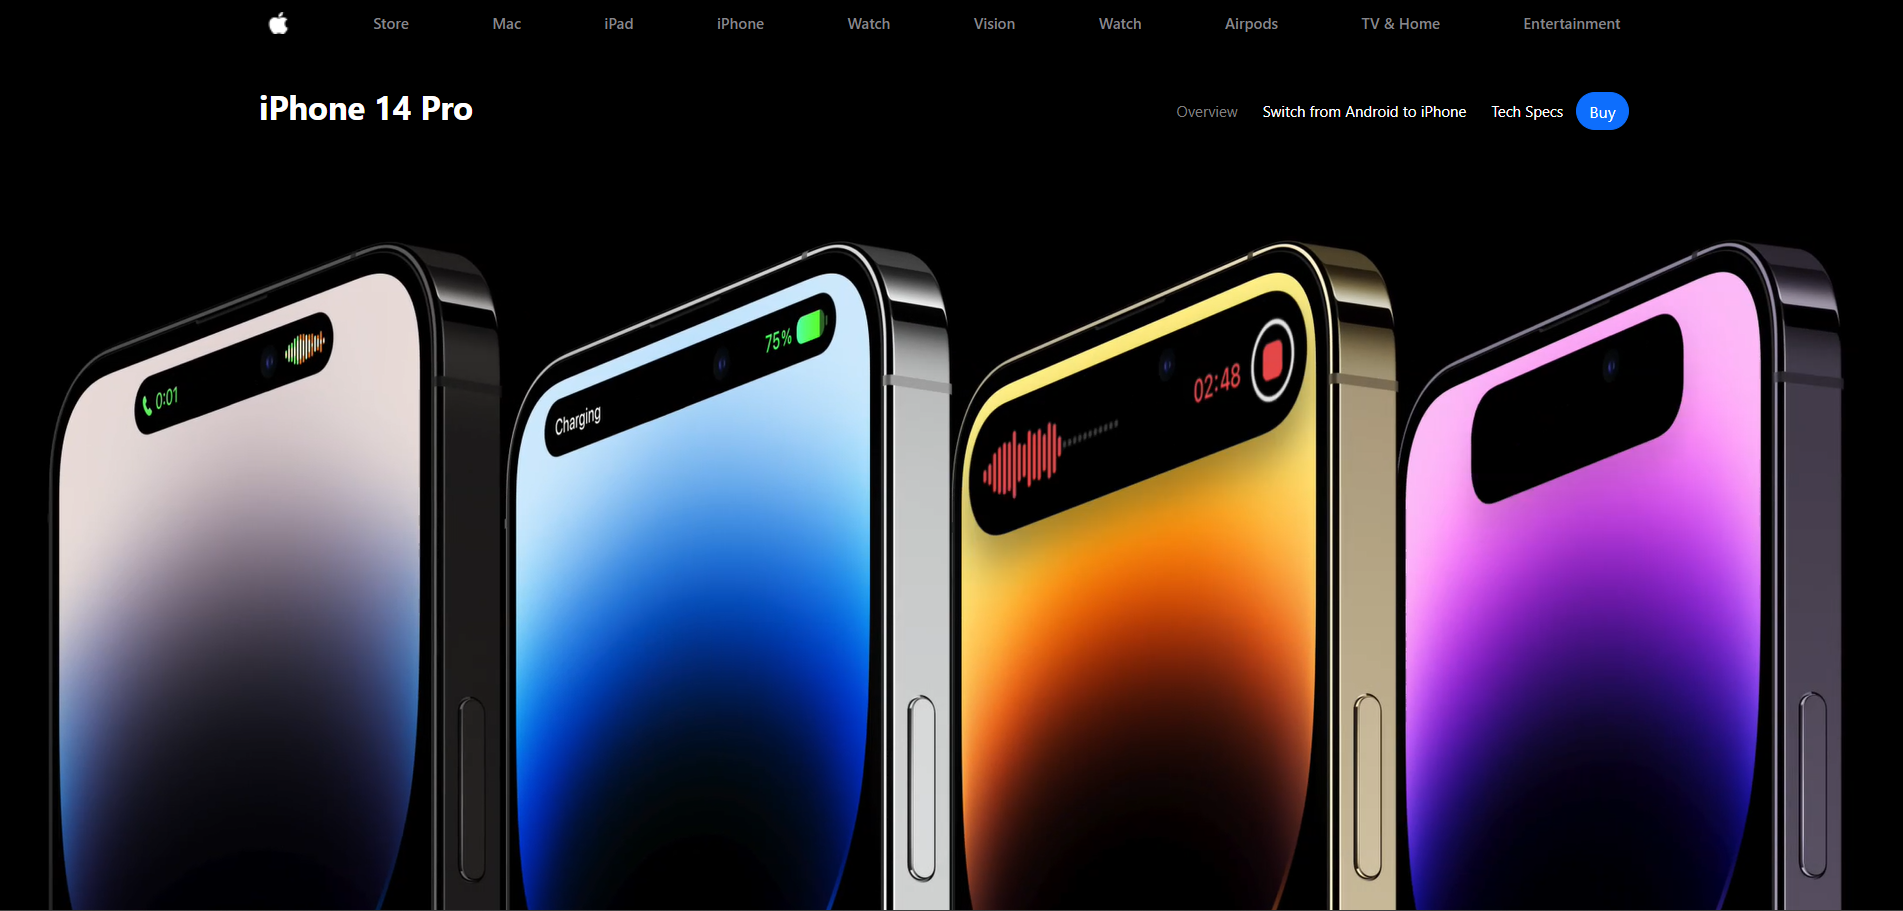 Store Mac iPad iPhone Watch Vision Watch Airpods TV & Home Entertainment
iPhone 14 Pro
Overview Switch from Android to iPhone Tech Specs Buy
0:01
Charging 75%
02:48